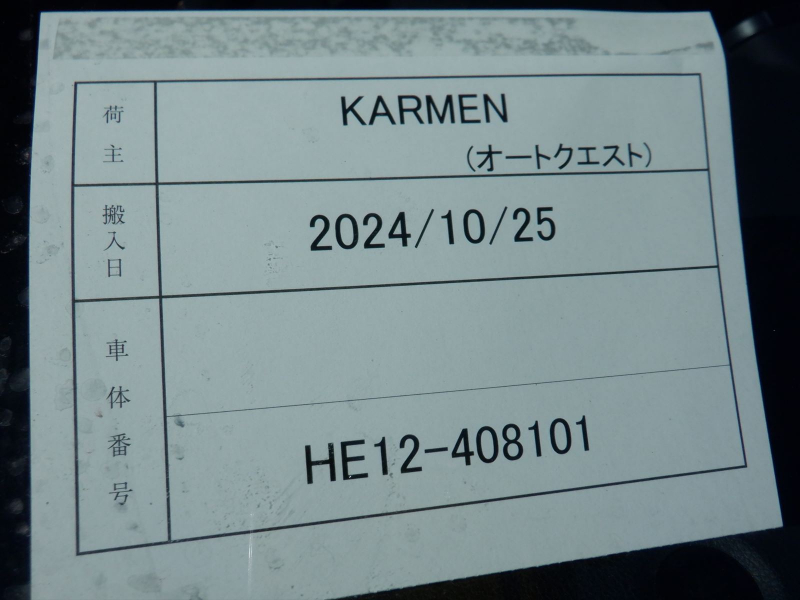 荷主
KARMEN
(オートクエスト)
搬入日
2024/10/25
車体番号
HE12-408101